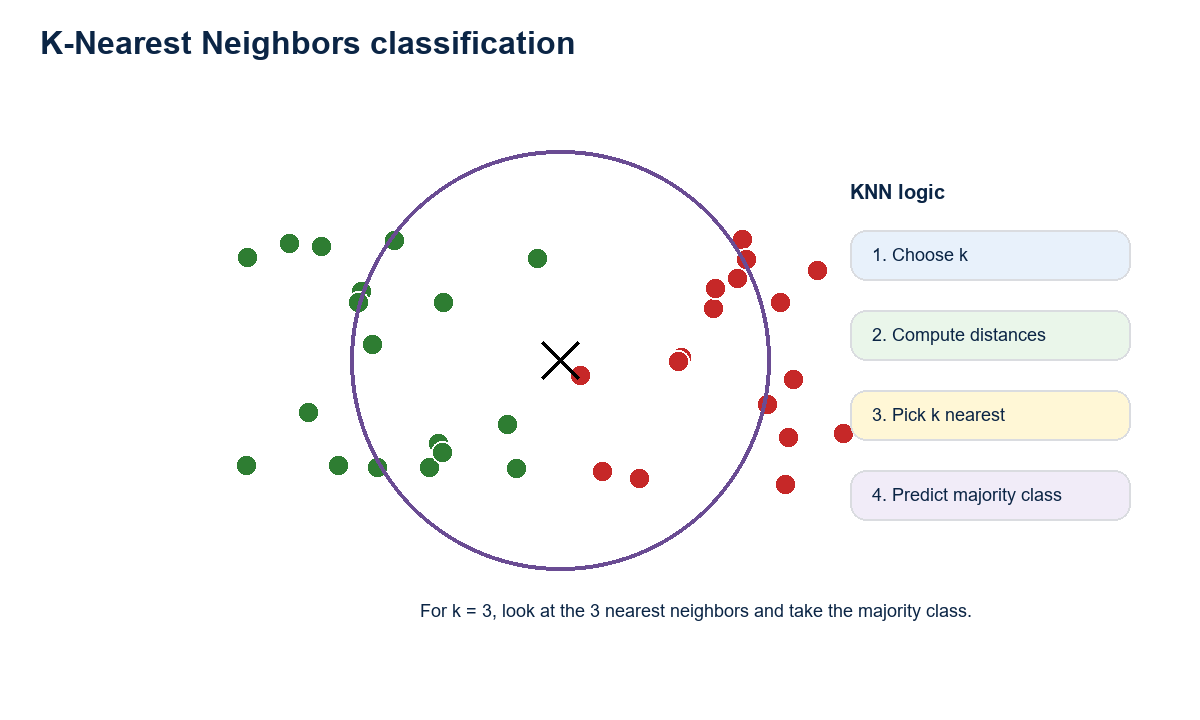 K-Nearest Neighbors classification
KNN logic
1. Choose k
2. Compute distances
3. Pick k nearest
4. Predict majority class
For k = 3, look at the 3 nearest neighbors and take the majority class.